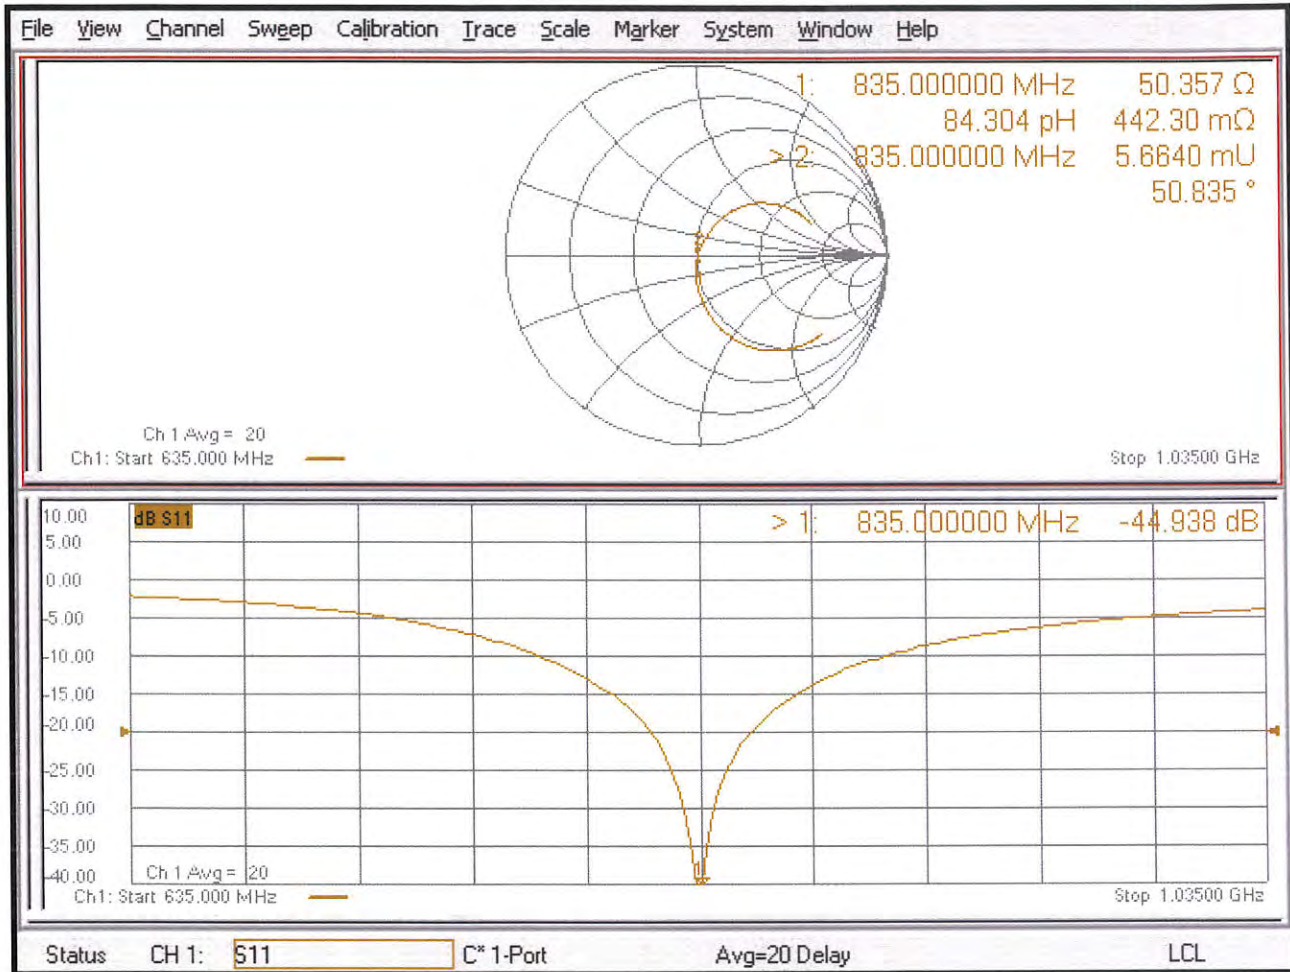 File View Channel Sweep Calibration Trace Scale Marker System Window Help
1: 835.000000 MHz 50.357 Ω
84.304 pH 442.30 mΩ
> 2: 835.000000 MHz 5.6640 mU
50.835 °
Ch 1 Avg = 20
Ch1: Start 635.000 MHz
Stop 1.03500 GHz
dB S11
> 1: 835.000000 MHz -44.938 dB
10.00
5.00
0.00
-5.00
-10.00
-15.00
-20.00
-25.00
-30.00
-35.00
-40.00
1
Ch 1 Avg = 20
Ch1: Start 635.000 MHz
Stop 1.03500 GHz
Status CH 1: S11 C* 1-Port Avg=20 Delay LCL